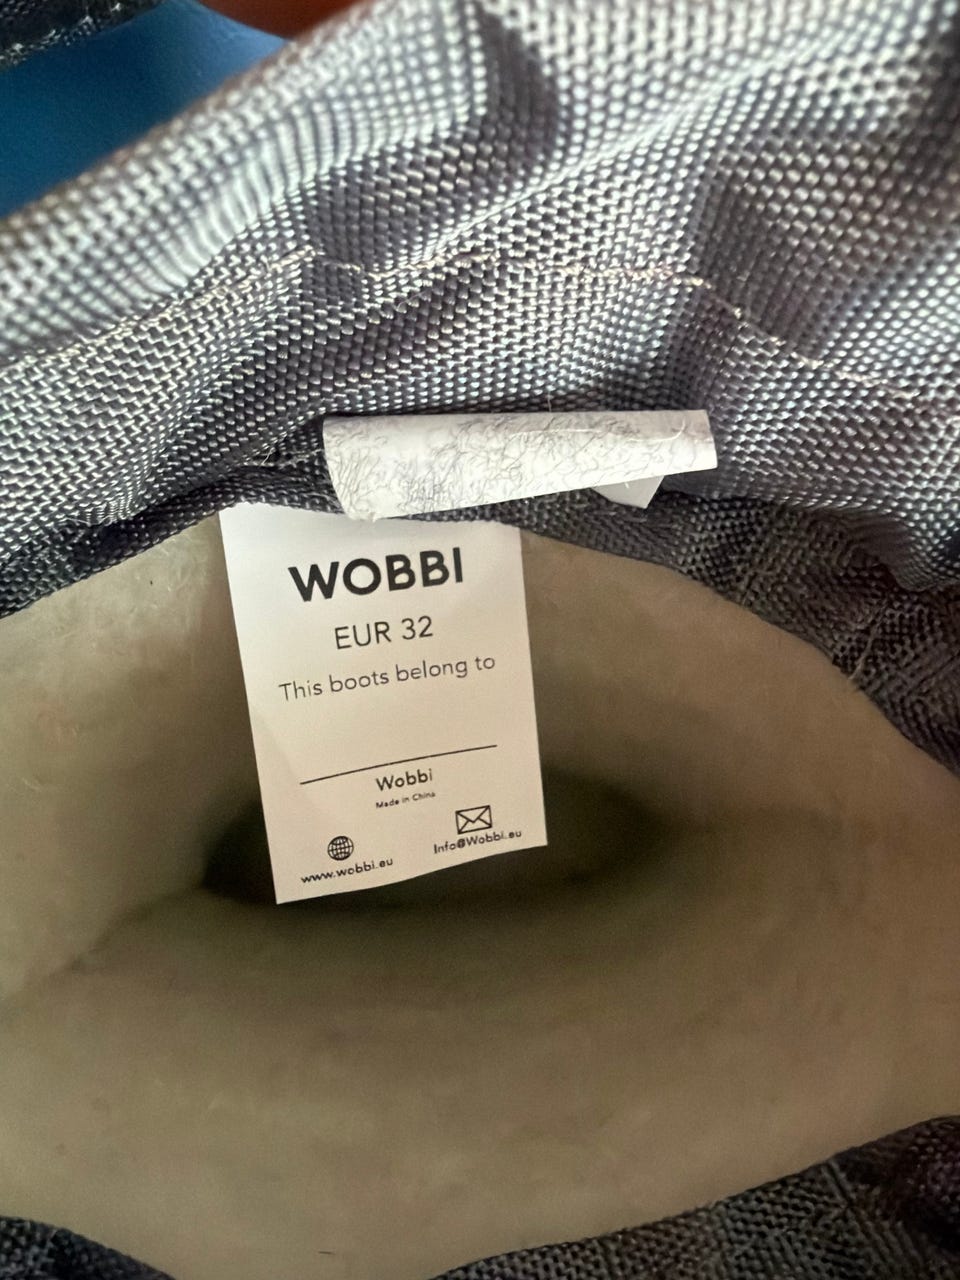 WOBBI
EUR 32
This boots belong to
Wobbi
Made in China
www.wobbi.eu
Info@Wobbi.eu